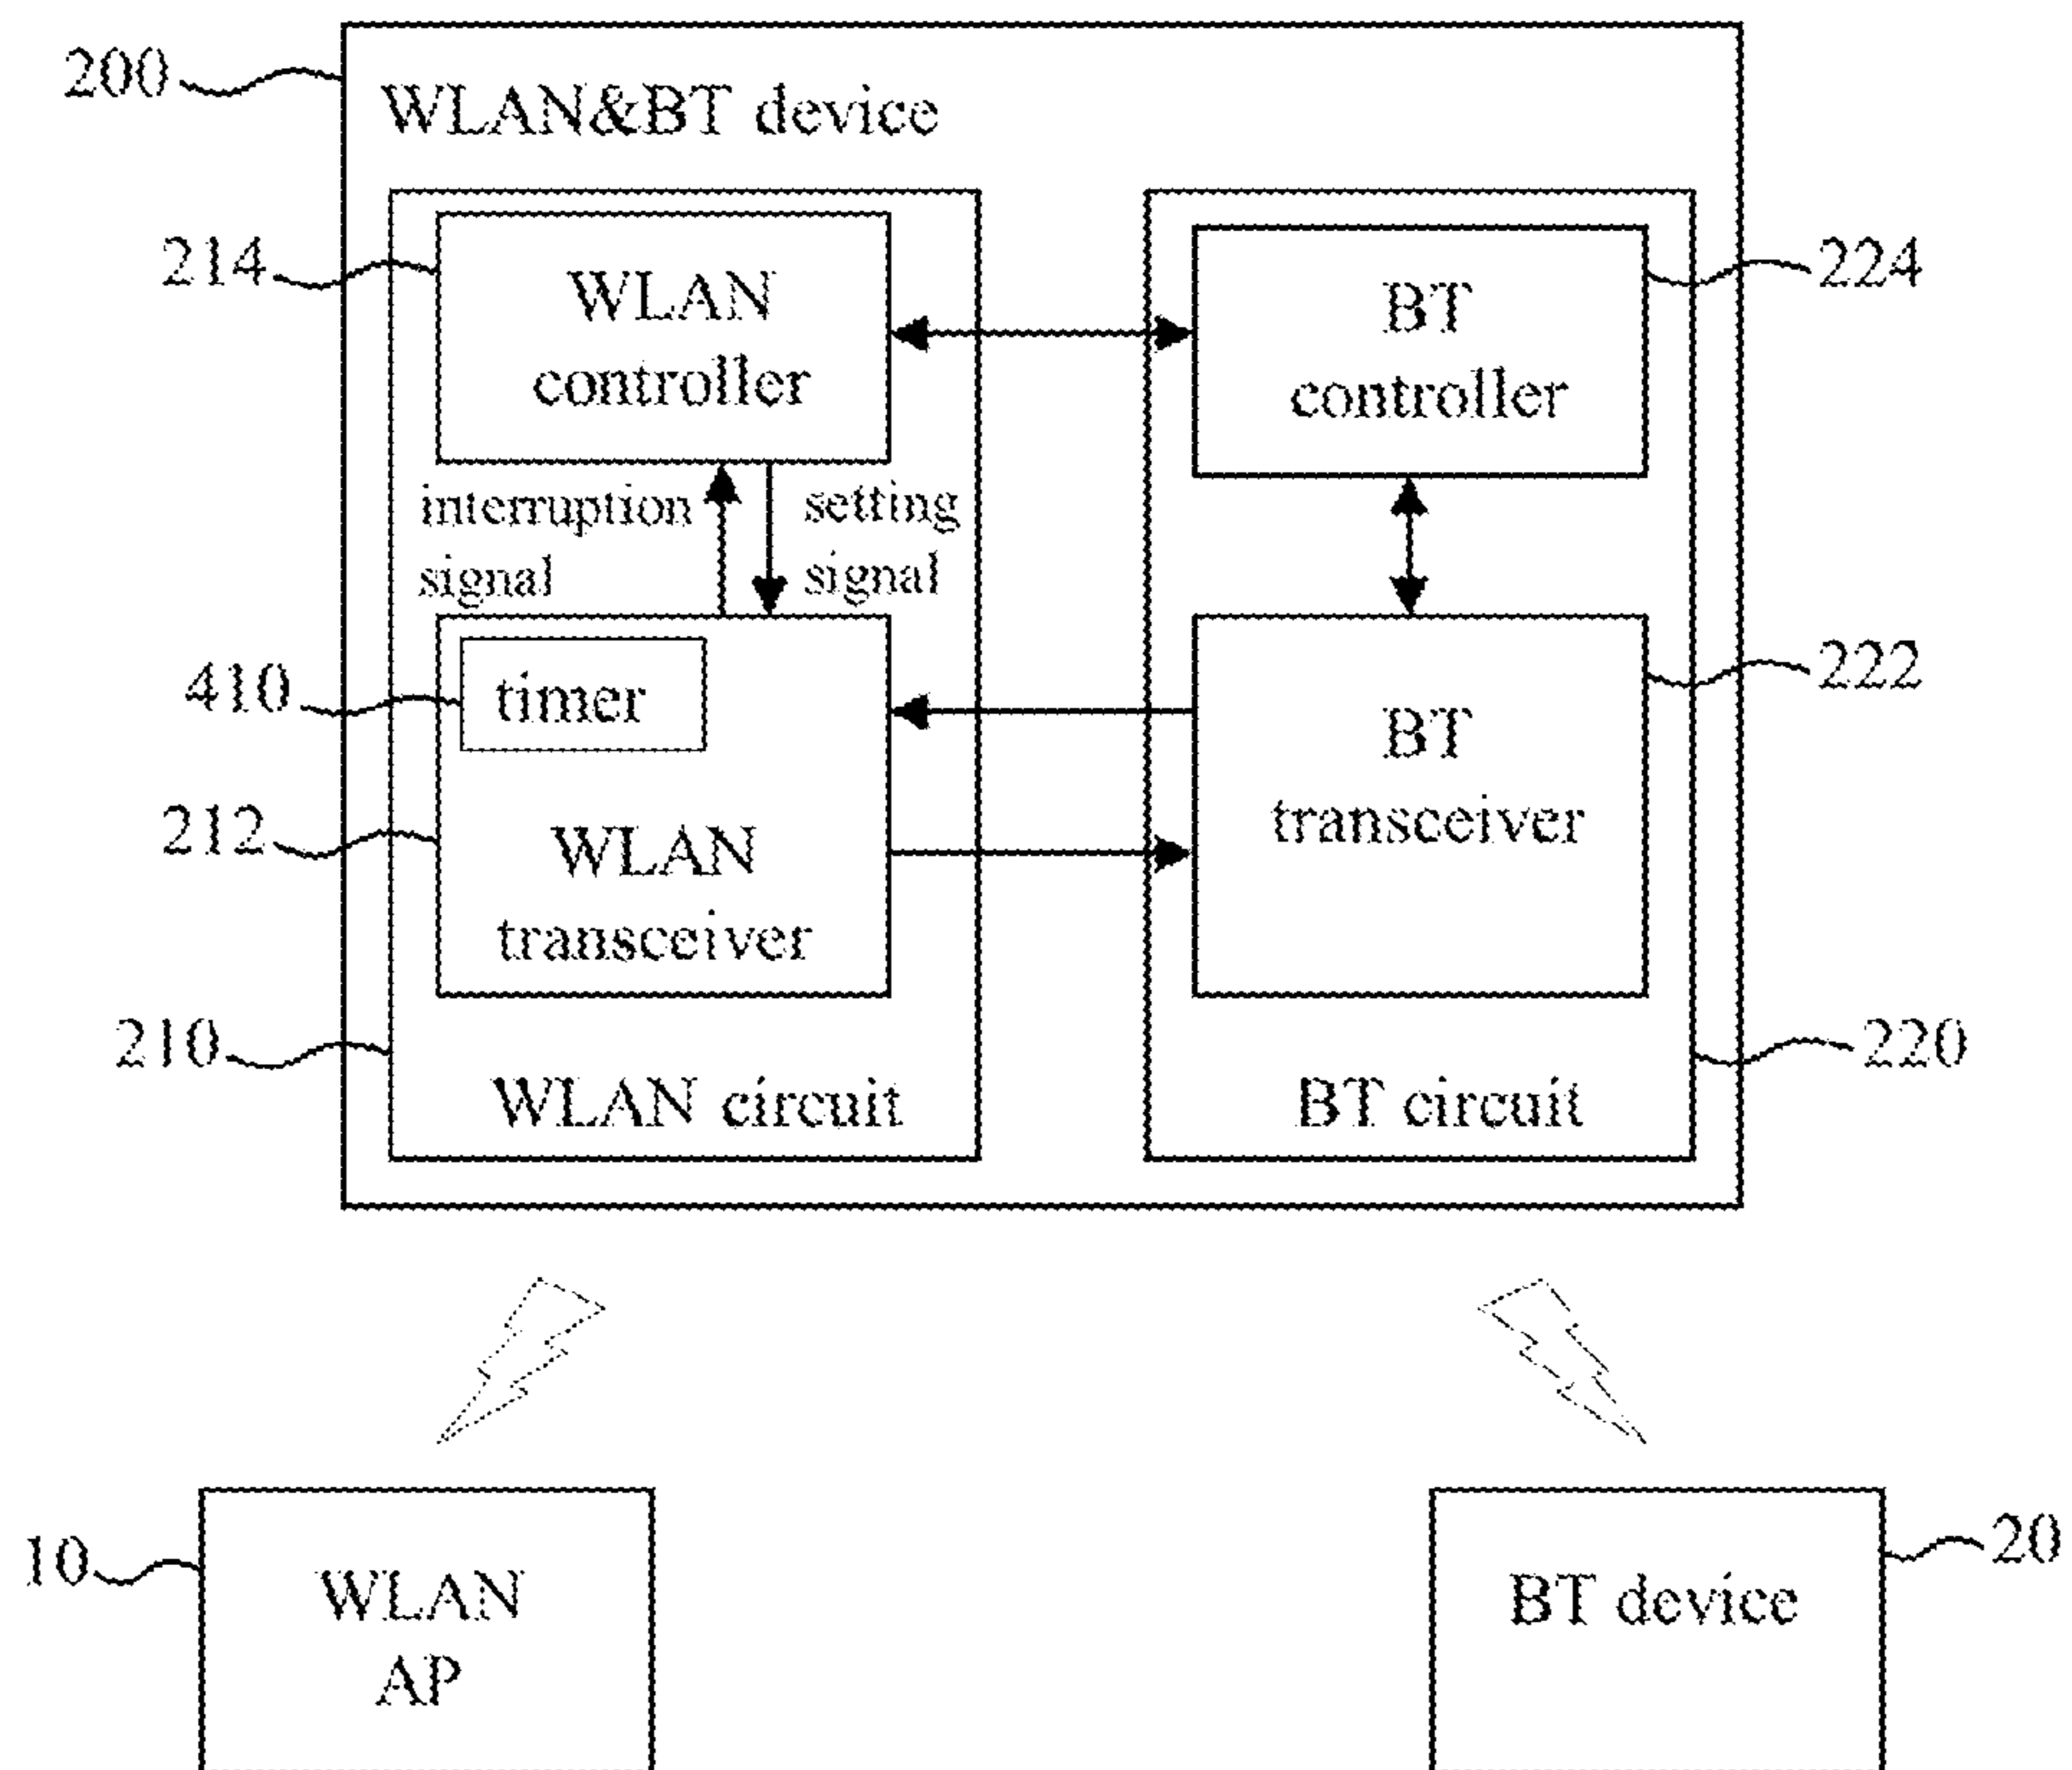 200
WLAN&BT device
214
WLAN
controller
BT
controller
224
interruption
signal
setting
signal
410
timer
BT
transceiver
222
212
WLAN
transceiver
210
WLAN circuit
BT circuit
220
10
WLAN
AP
BT device
20